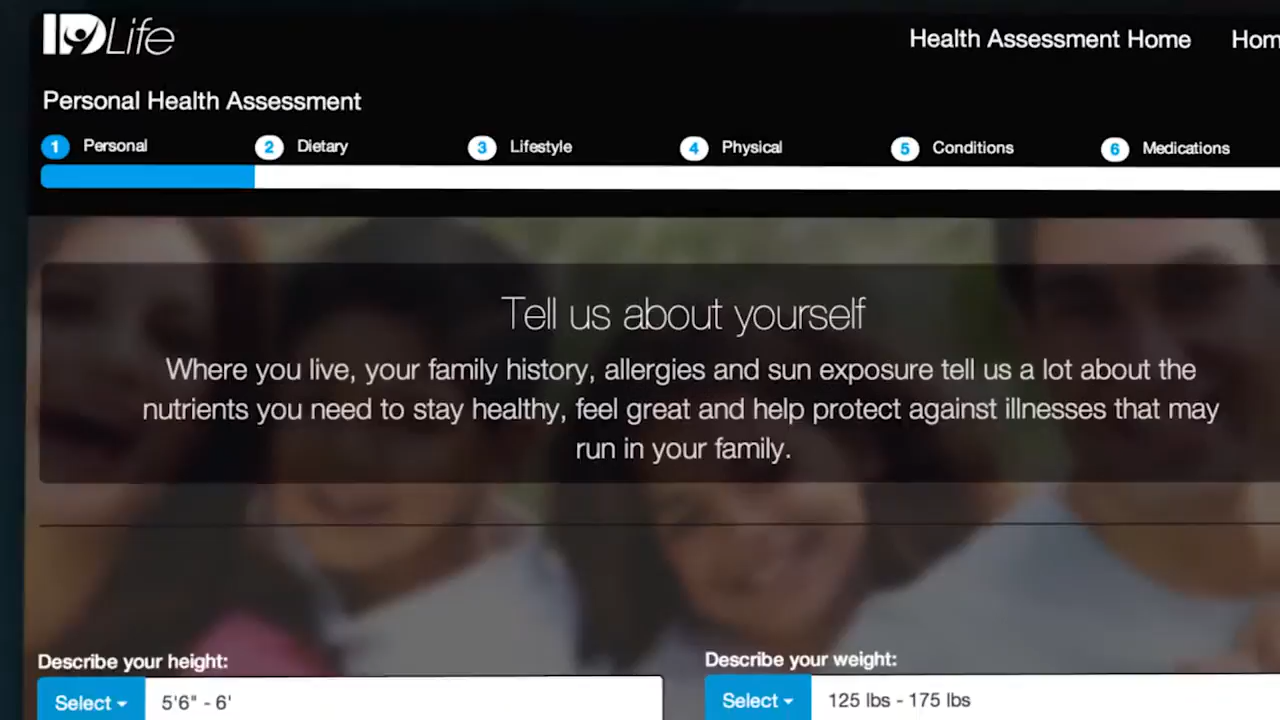 IDLife
Health Assessment Home
Hom
Personal Health Assessment
1 Personal
2 Dietary
3 Lifestyle
4 Physical
5 Conditions
6 Medications
Tell us about yourself
Where you live, your family history, allergies and sun exposure tell us a lot about the
nutrients you need to stay healthy, feel great and help protect against illnesses that may
run in your family.
Describe your height:
Describe your weight:
Select
5'6" - 6'
Select
125 lbs - 175 lbs